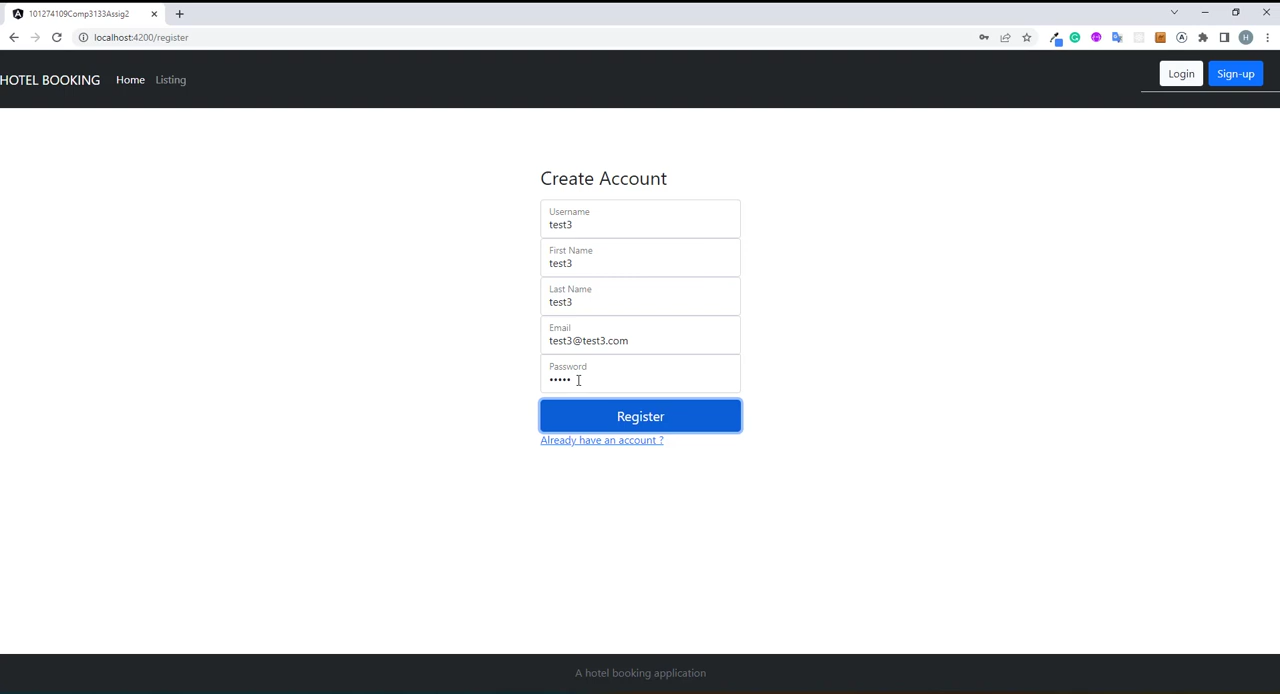 101274109Comp3133Assig2
localhost:4200/register
HOTEL BOOKING Home Listing Login Sign-up
Create Account
Username
test3
First Name
test3
Last Name
test3
Email
test3@test3.com
Password
•••••
Register
Already have an account ?
A hotel booking application